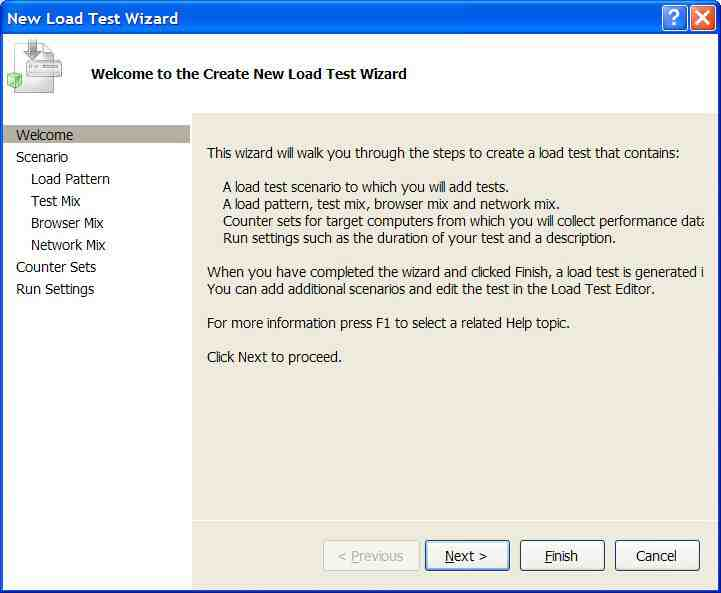 New Load Test Wizard
?
Welcome to the Create New Load Test Wizard
Welcome
Scenario
Load Pattern
Test Mix
Browser Mix
Network Mix
Counter Sets
Run Settings
This wizard will walk you through the steps to create a load test that contains:
A load test scenario to which you will add tests.
A load pattern, test mix, browser mix and network mix.
Counter sets for target computers from which you will collect performance data
Run settings such as the duration of your test and a description.
When you have completed the wizard and clicked Finish, a load test is generated i
You can add additional scenarios and edit the test in the Load Test Editor.
For more information press F1 to select a related Help topic.
Click Next to proceed.
< Previous
Next >
Finish
Cancel